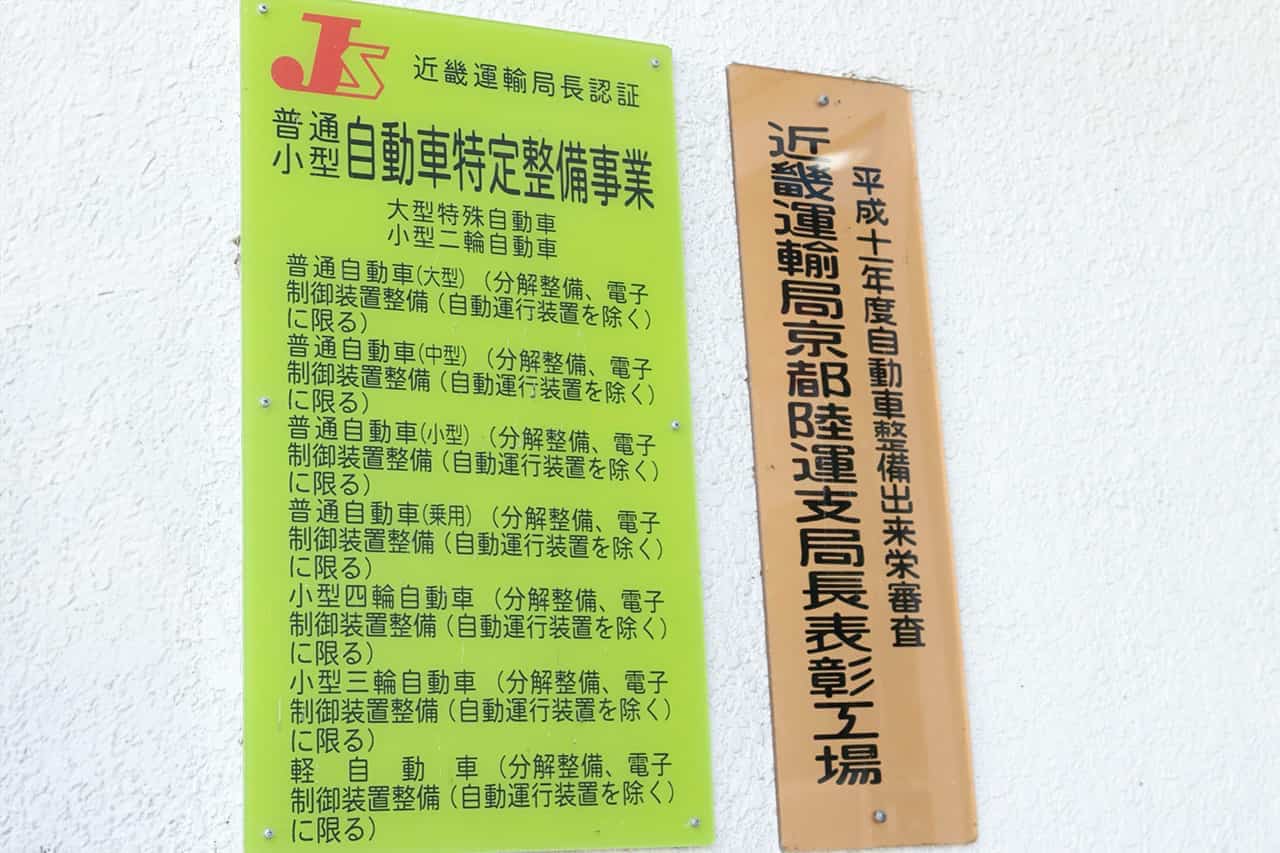 JS
近畿運輸局長認証
普通
小型 自動車特定整備事業
大型特殊自動車
小型二輪自動車
普通自動車(大型)(分解整備、電子
制御装置整備(自動運行装置を除く)
に限る)
普通自動車(中型)(分解整備、電子
制御装置整備(自動運行装置を除く)
に限る)
普通自動車(小型)(分解整備、電子
制御装置整備(自動運行装置を除く)
に限る)
普通自動車(乗用)(分解整備、電子
制御装置整備(自動運行装置を除く)
に限る)
小型四輪自動車(分解整備、電子
制御装置整備(自動運行装置を除く)
に限る)
小型三輪自動車(分解整備、電子
制御装置整備(自動運行装置を除く)
に限る)
軽自動車(分解整備、電子
制御装置整備(自動運行装置を除く)
に限る)
平成十一年度自動車整備出来栄審査
近畿運輸局京都陸運支局長表彰工場